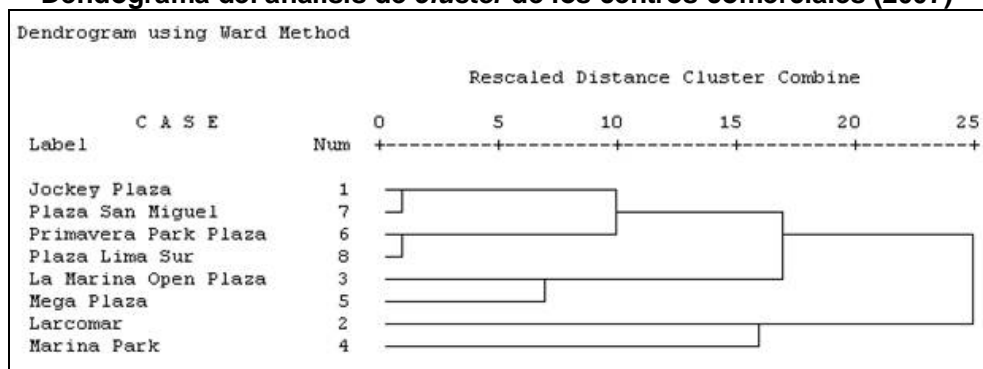 Dendrogram using Ward Method
Rescaled Distance Cluster Combine
C A S E 0 5 10 15 20 25
Label Num +---------+---------+---------+---------+---------+
Jockey Plaza 1
Plaza San Miguel 7
Primavera Park Plaza 6
Plaza Lima Sur 8
La Marina Open Plaza 3
Mega Plaza 5
Larcomar 2
Marina Park 4